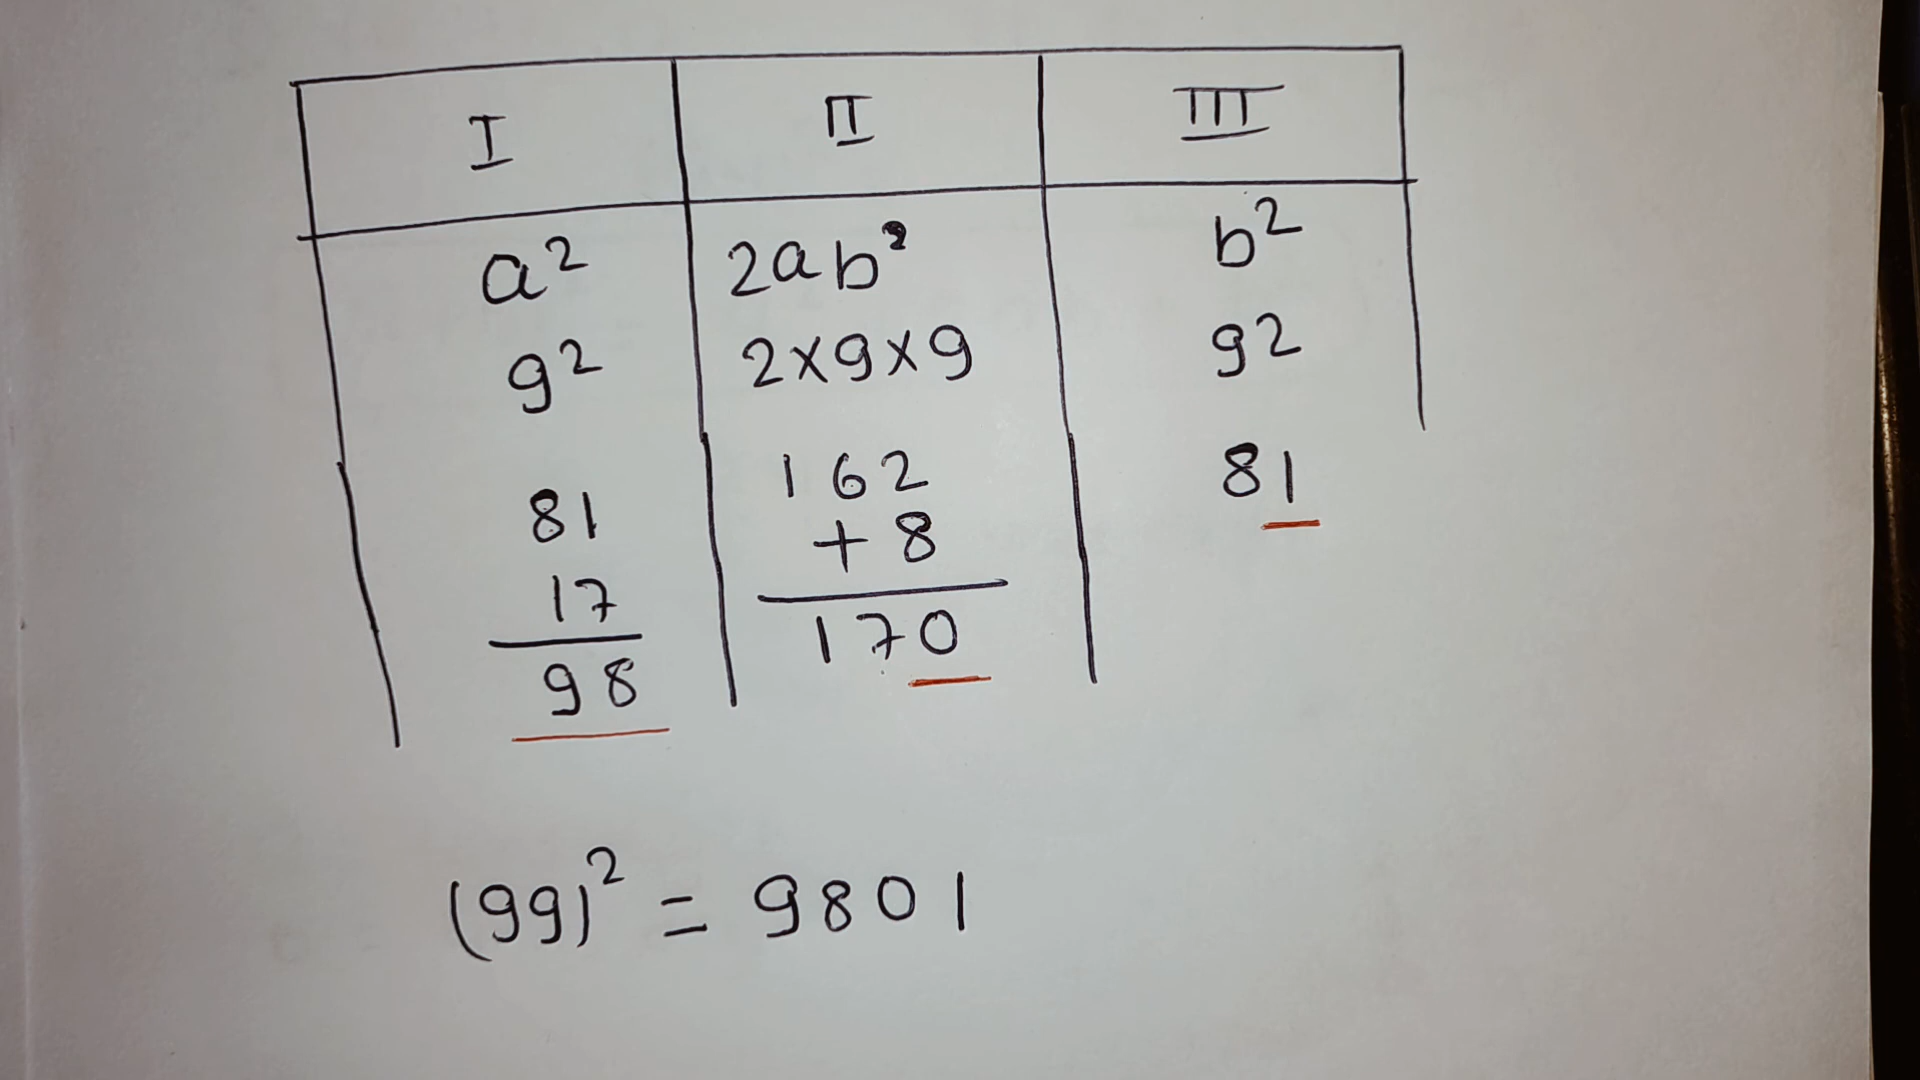 I II III
a² 2ab² b²
9² 2×9×9 9²
81 162 81
17 +8
98 170
(99)² = 9801